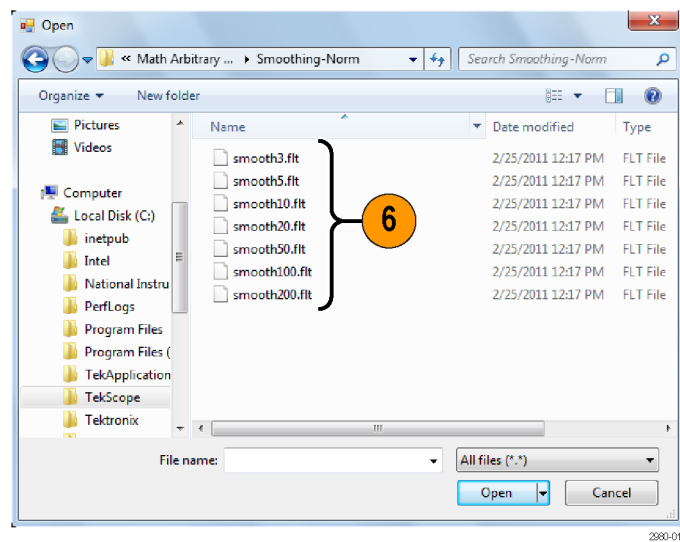 Open
« Math Arbitrary ... ▸ Smoothing-Norm
Search Smoothing-Norm
Organize
New folder
Pictures
Videos
Computer
Local Disk (C:)
inetpub
Intel
National Instru
PerfLogs
Program Files
Program Files (
TekApplication
TekScope
Tektronix
Name
Date modified
Type
smooth3.flt 2/25/2011 12:17 PM FLT File
smooth5.flt 2/25/2011 12:17 PM FLT File
smooth10.flt 2/25/2011 12:17 PM FLT File
smooth20.flt 2/25/2011 12:17 PM FLT File
smooth50.flt 2/25/2011 12:17 PM FLT File
smooth100.flt 2/25/2011 12:17 PM FLT File
smooth200.flt 2/25/2011 12:17 PM FLT File
6
File name:
All files (*.*)
Open
Cancel
2980-01